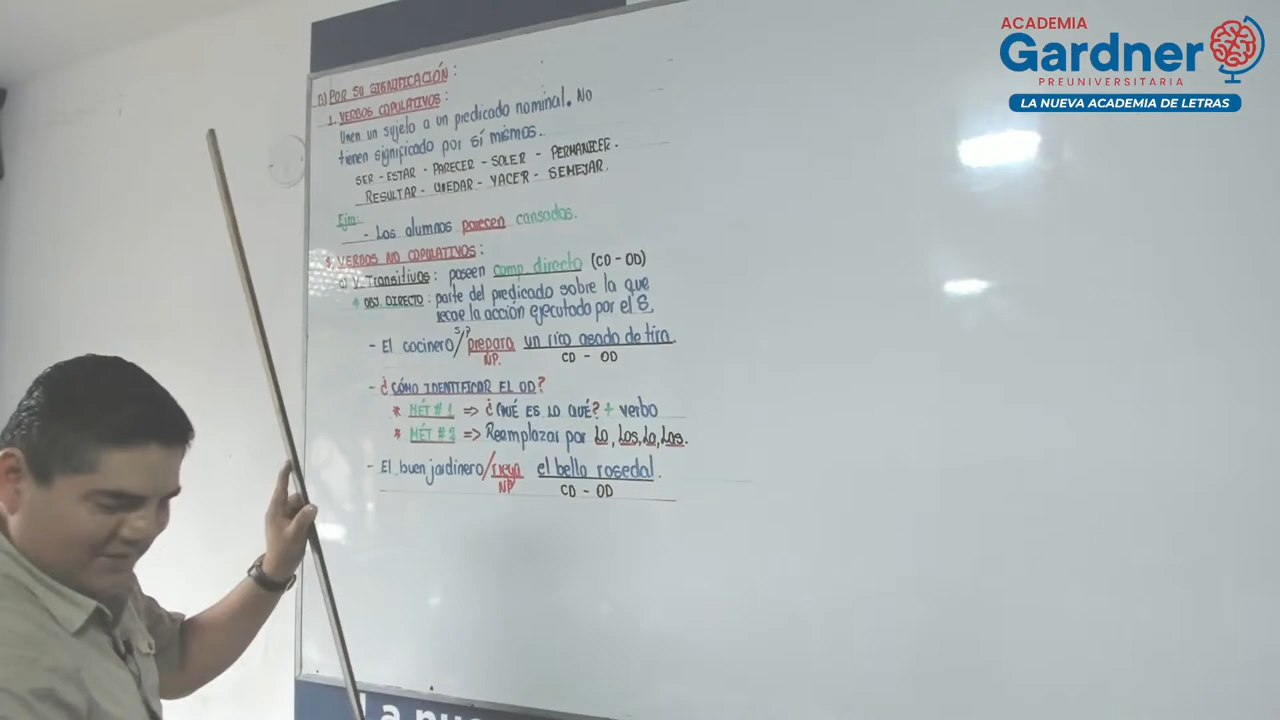 ACADEMIA
Gardner
PREUNIVERSITARIA
LA NUEVA ACADEMIA DE LETRAS
B) POR SU SIGNIFICACIÓN:
1. VERBOS COPULATIVOS:
Unen un sujeto a un predicado nominal. No
tienen significado por sí mismos.
SER - ESTAR - PARECER - SOLER - PERMANECER.
RESULTAR - QUEDAR - YACER - SEMEJAR.
Ejm:
- Los alumnos parecen cansados.
2. VERBOS NO COPULATIVOS:
a) V. Transitivos: poseen comp. directo (CD - OD)
* OBJ. DIRECTO: parte del predicado sobre la que
recae la acción ejecutado por el S.
- El cocinero/prepara un rico asado de tira.
NP. CD - OD
- ¿CÓMO IDENTIFICAR EL OD?
* MÉT # 1 => ¿QUÉ ES LO QUÉ? + verbo
* MÉT # 2 => Reemplazar por Lo, Los, La, Las.
- El buen jardinero/riega el bello rosedal.
NP CD - OD
La nue